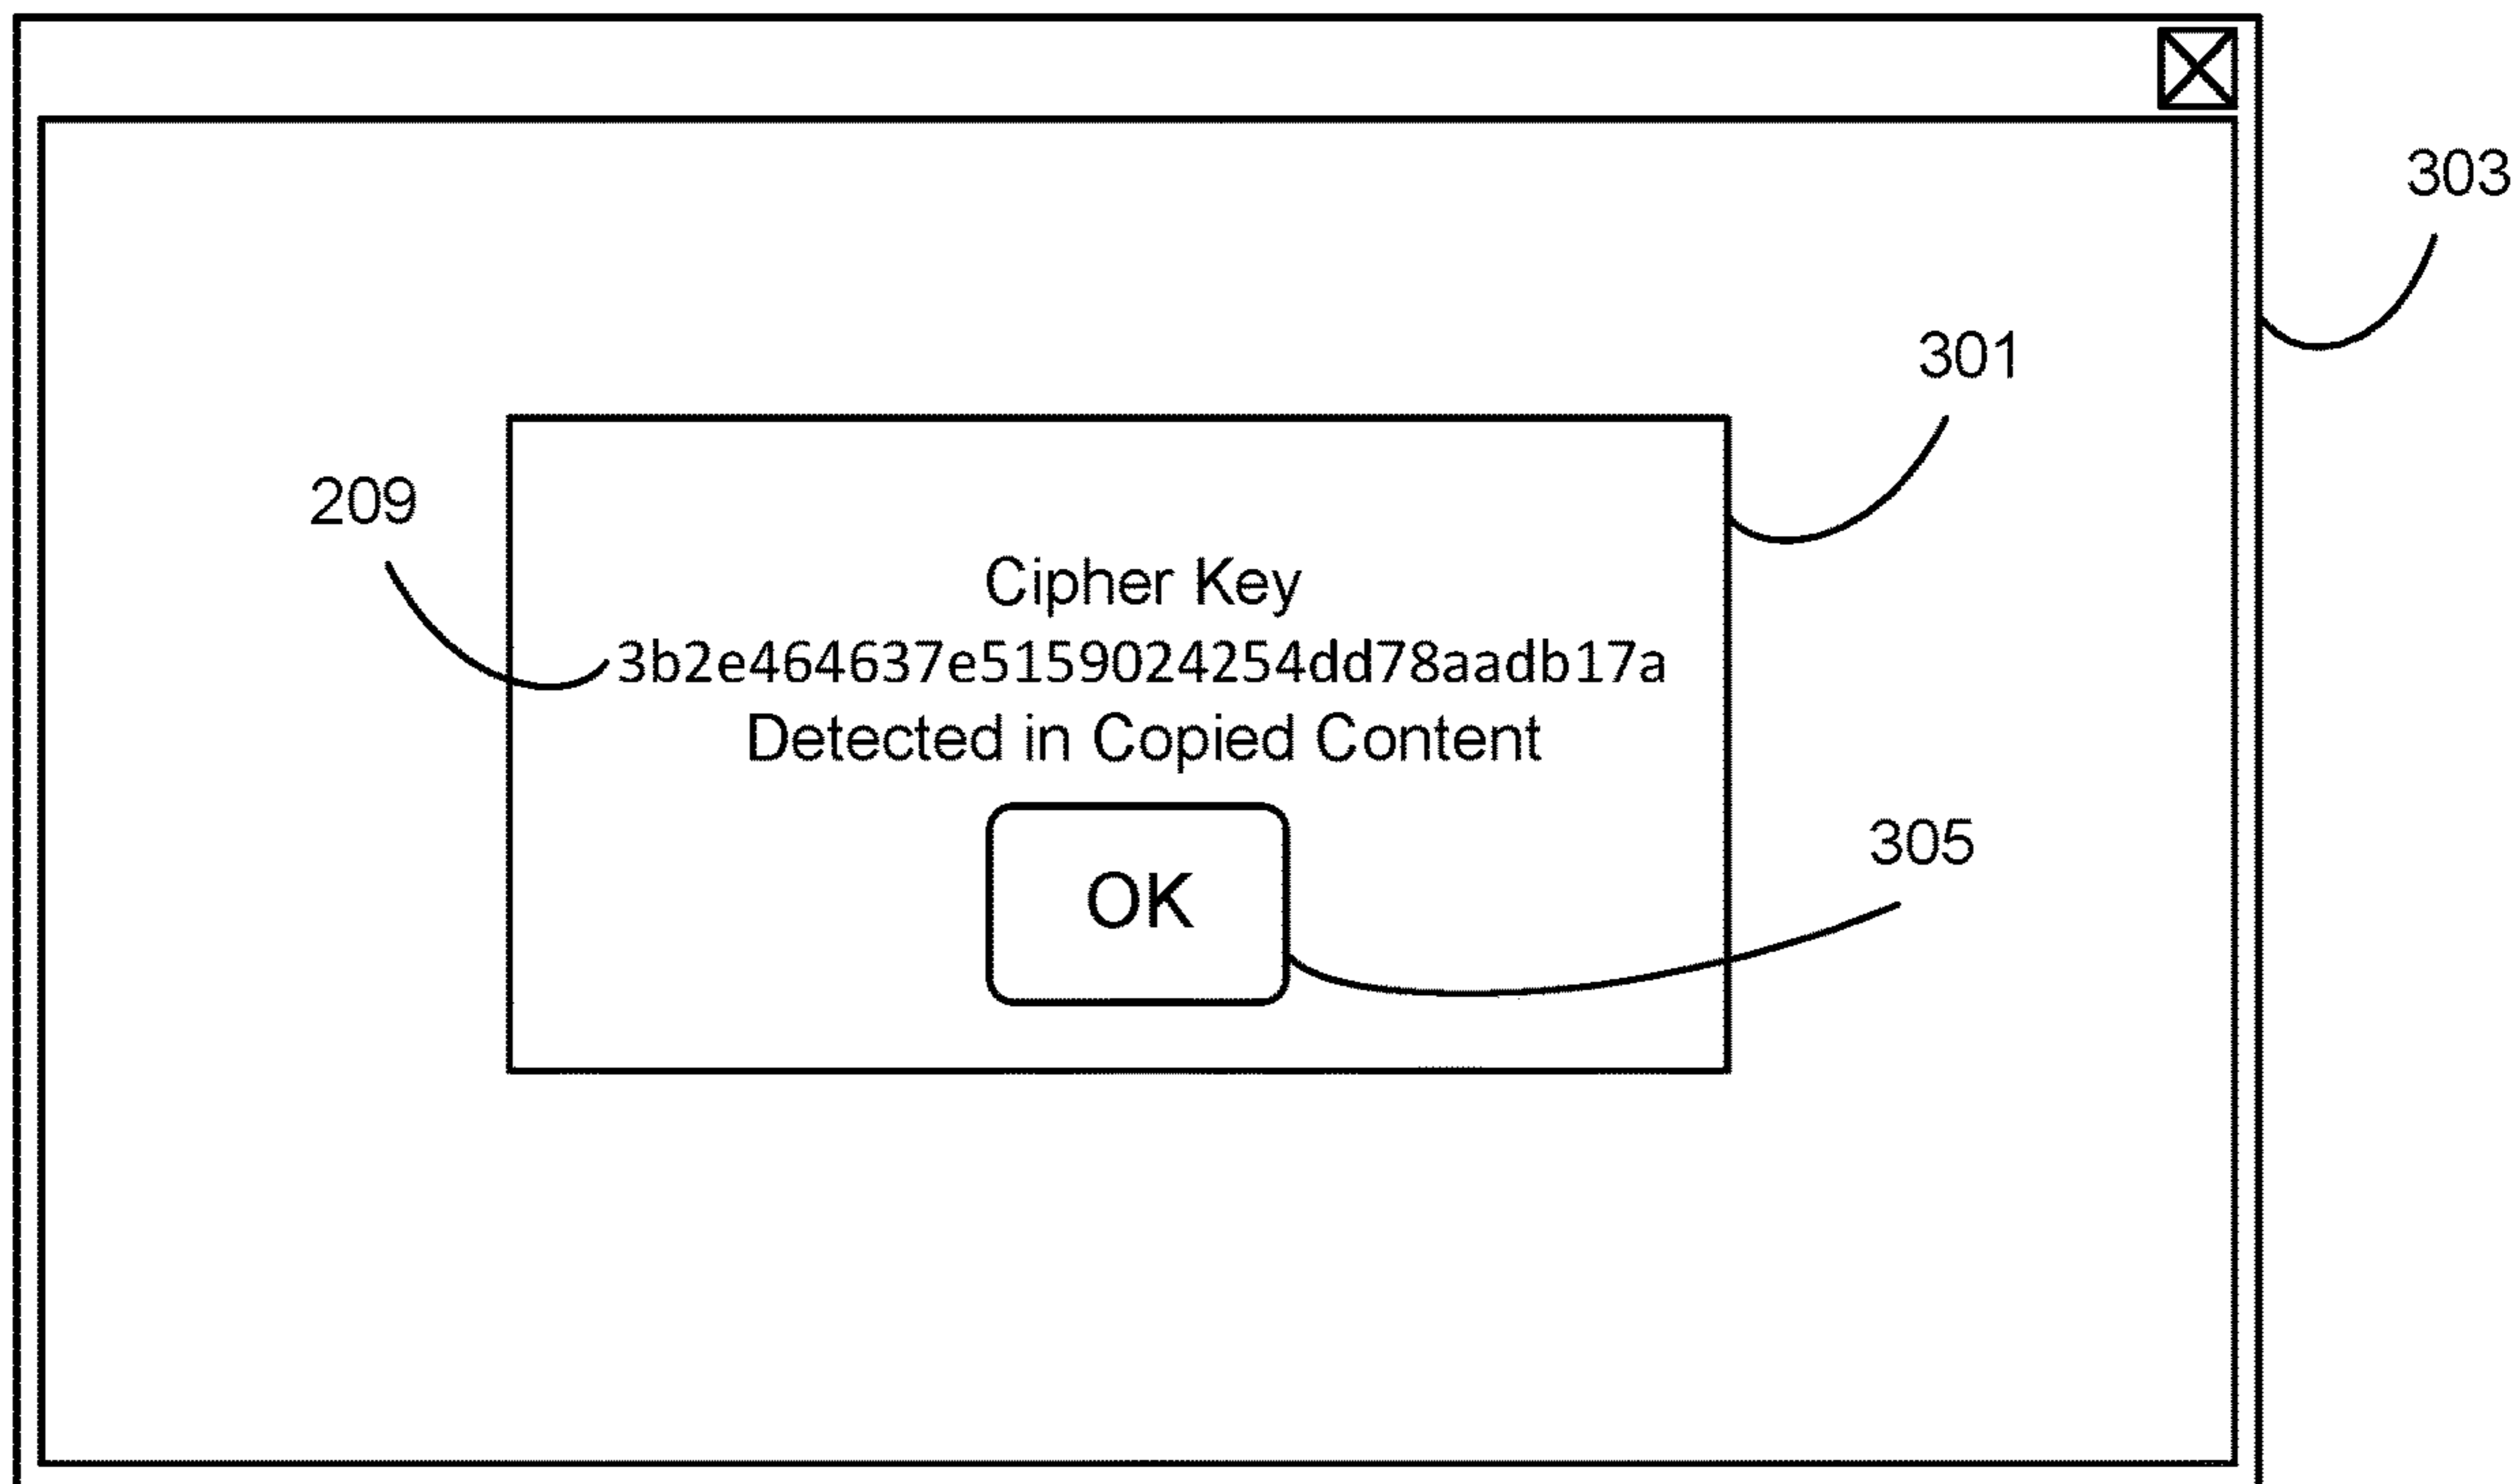 303
301
209
Cipher Key
3b2e464637e5159024254dd78aadb17a
Detected in Copied Content
305
OK